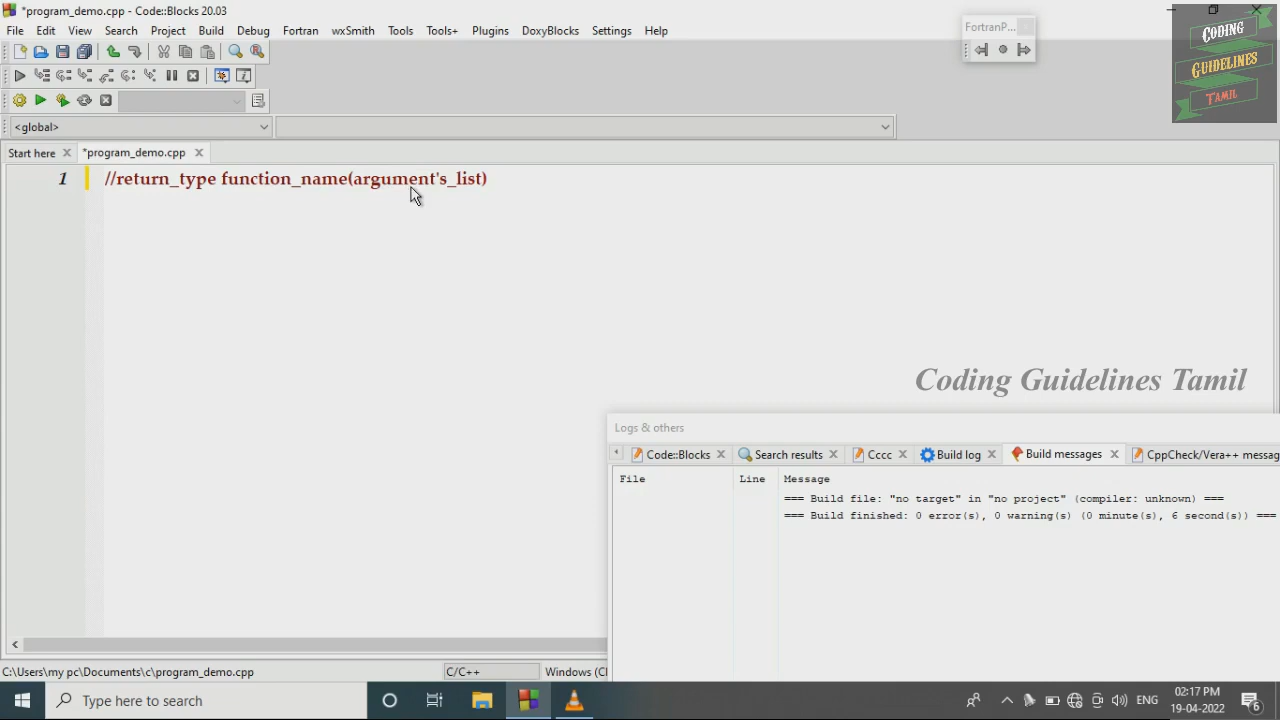 *program_demo.cpp - Code::Blocks 20.03
File Edit View Search Project Build Debug Fortran wxSmith Tools Tools+ Plugins DoxyBlocks Settings Help
FortranP...
CODING
GUIDELINES
TAMIL
<global>
Start here *program_demo.cpp
1 //return_type function_name(argument's_list)
Coding Guidelines Tamil
Logs & others
Code::Blocks Search results Cccc Build log Build messages CppCheck/Vera++ messag
File Line Message
=== Build file: "no target" in "no project" (compiler: unknown) ===
=== Build finished: 0 error(s), 0 warning(s) (0 minute(s), 6 second(s)) ===
C:\Users\my pc\Documents\c\program_demo.cpp C/C++ Windows (CI
Type here to search
ENG
02:17 PM
19-04-2022
6